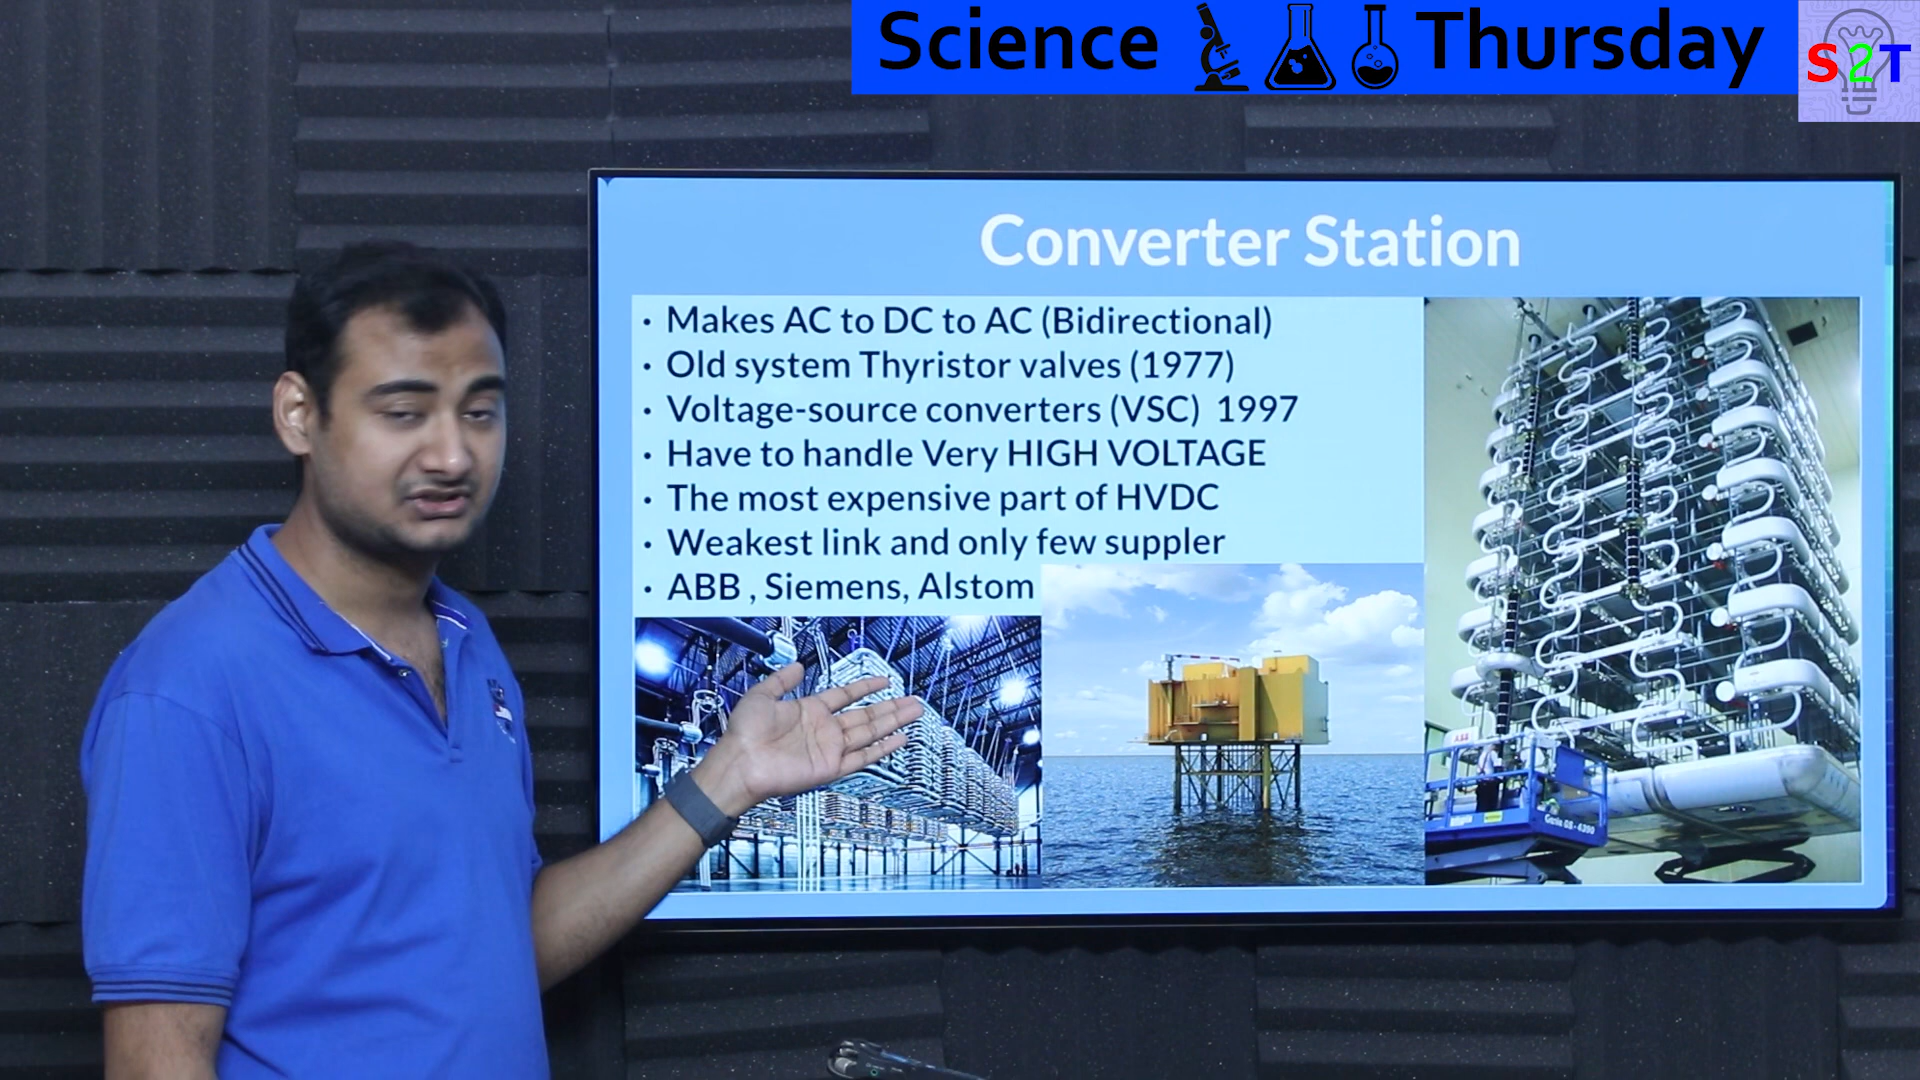 Science Thursday
S2T
Converter Station
• Makes AC to DC to AC (Bidirectional)
• Old system Thyristor valves (1977)
• Voltage-source converters (VSC) 1997
• Have to handle Very HIGH VOLTAGE
• The most expensive part of HVDC
• Weakest link and only few suppler
• ABB , Siemens, Alstom
ABB
Genie